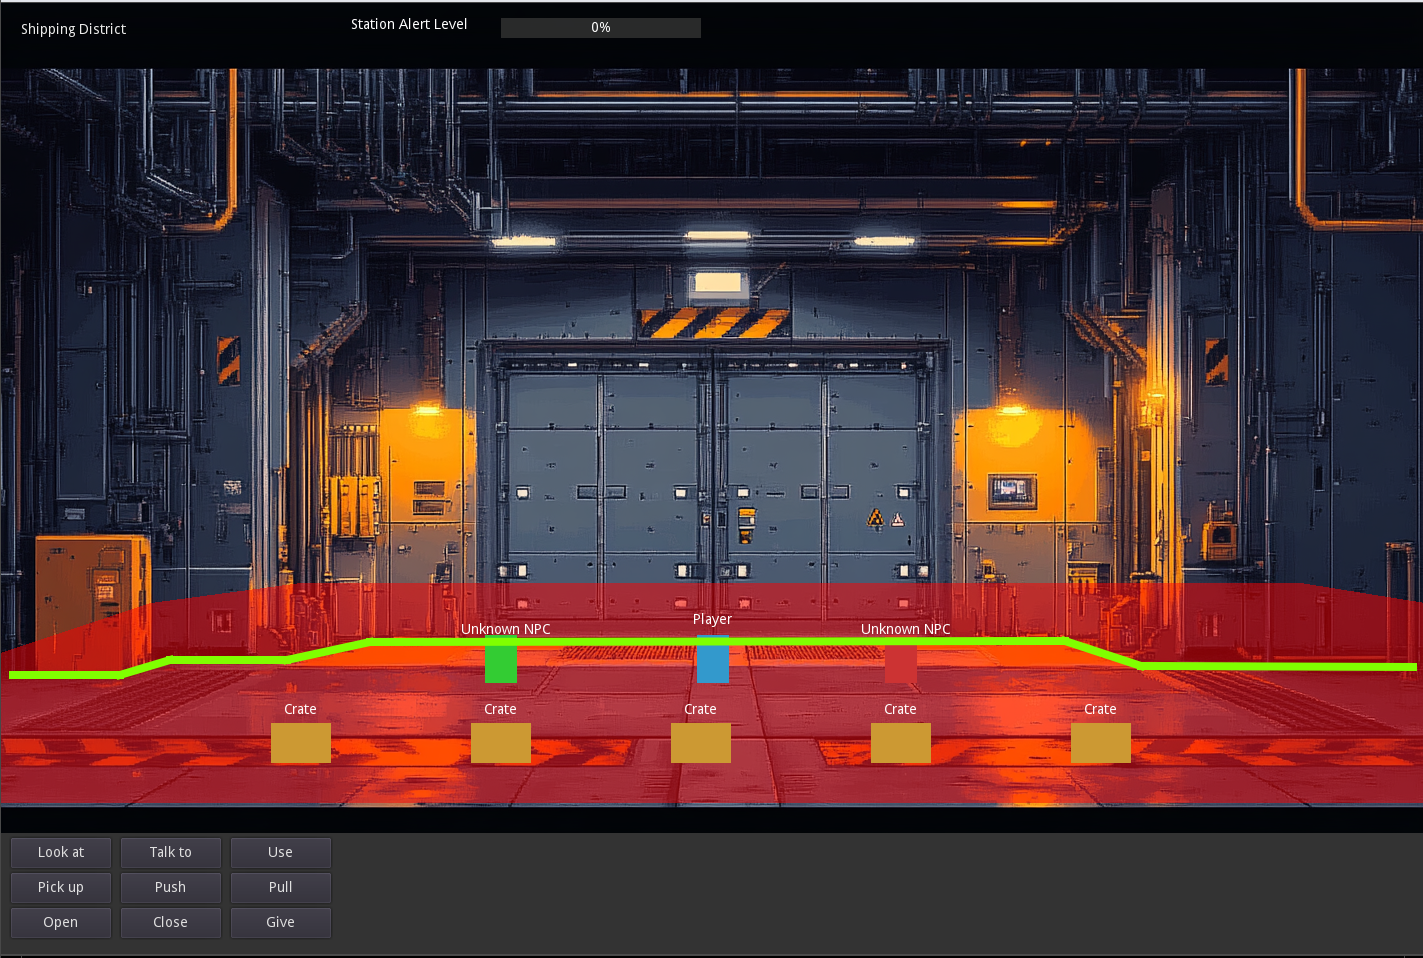 Shipping District
Station Alert Level
0%
Player
Unknown NPC
Unknown NPC
Crate
Crate
Crate
Crate
Crate
Look at
Talk to
Use
Pick up
Push
Pull
Open
Close
Give